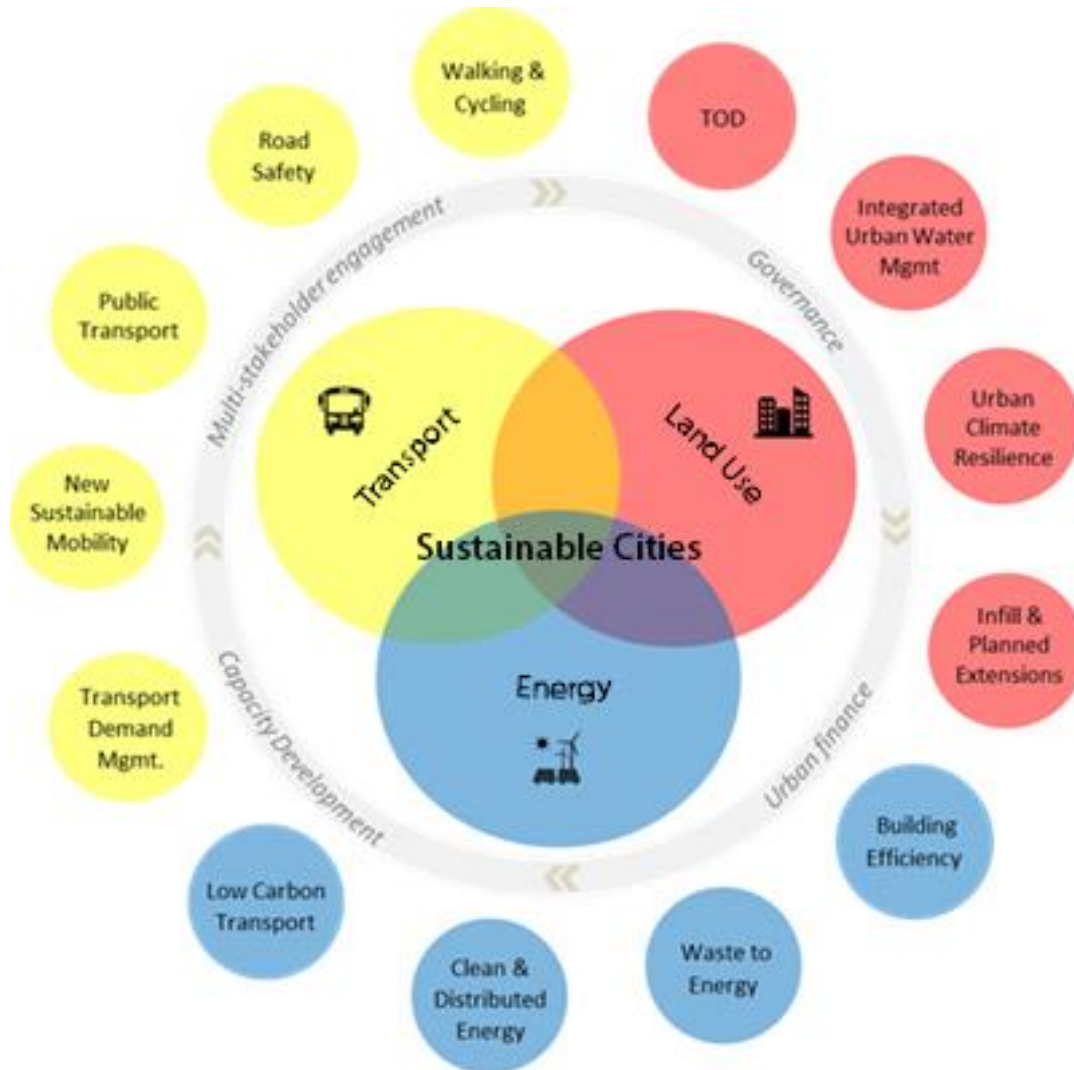 Walking &
Cycling
TOD
Road
Safety
Integrated
Urban Water
Mgmt
Multi-stakeholder engagement
Governance
Public
Transport
Transport
Land Use
Urban
Climate
Resilience
New
Sustainable
Mobility
Sustainable Cities
Infill &
Planned
Extensions
Energy
Transport
Demand
Mgmt.
Capacity Development
Urban finance
Building
Efficiency
Low Carbon
Transport
Clean &
Distributed
Energy
Waste to
Energy